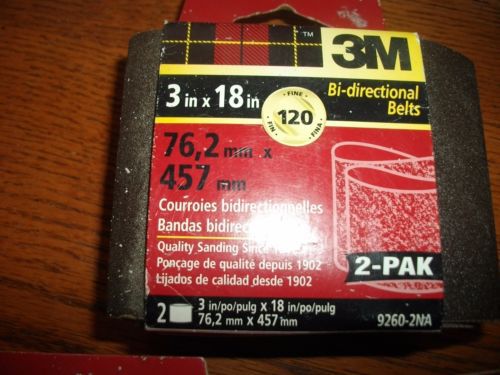 ™
3M
3 in x 18 in
Bi-directional
Belts
FINE
120
FIN FINA
76,2 mm x
457 mm
Courroies bidirectionnelles
Bandas
Quality Sanding Since
Ponçage de qualité depuis 1902
Lijados de calidad desde 1902
2-PAK
2
3 in/po/pulg x 18 in/po/pulg
76,2 mm x 457 mm
9260-2NA